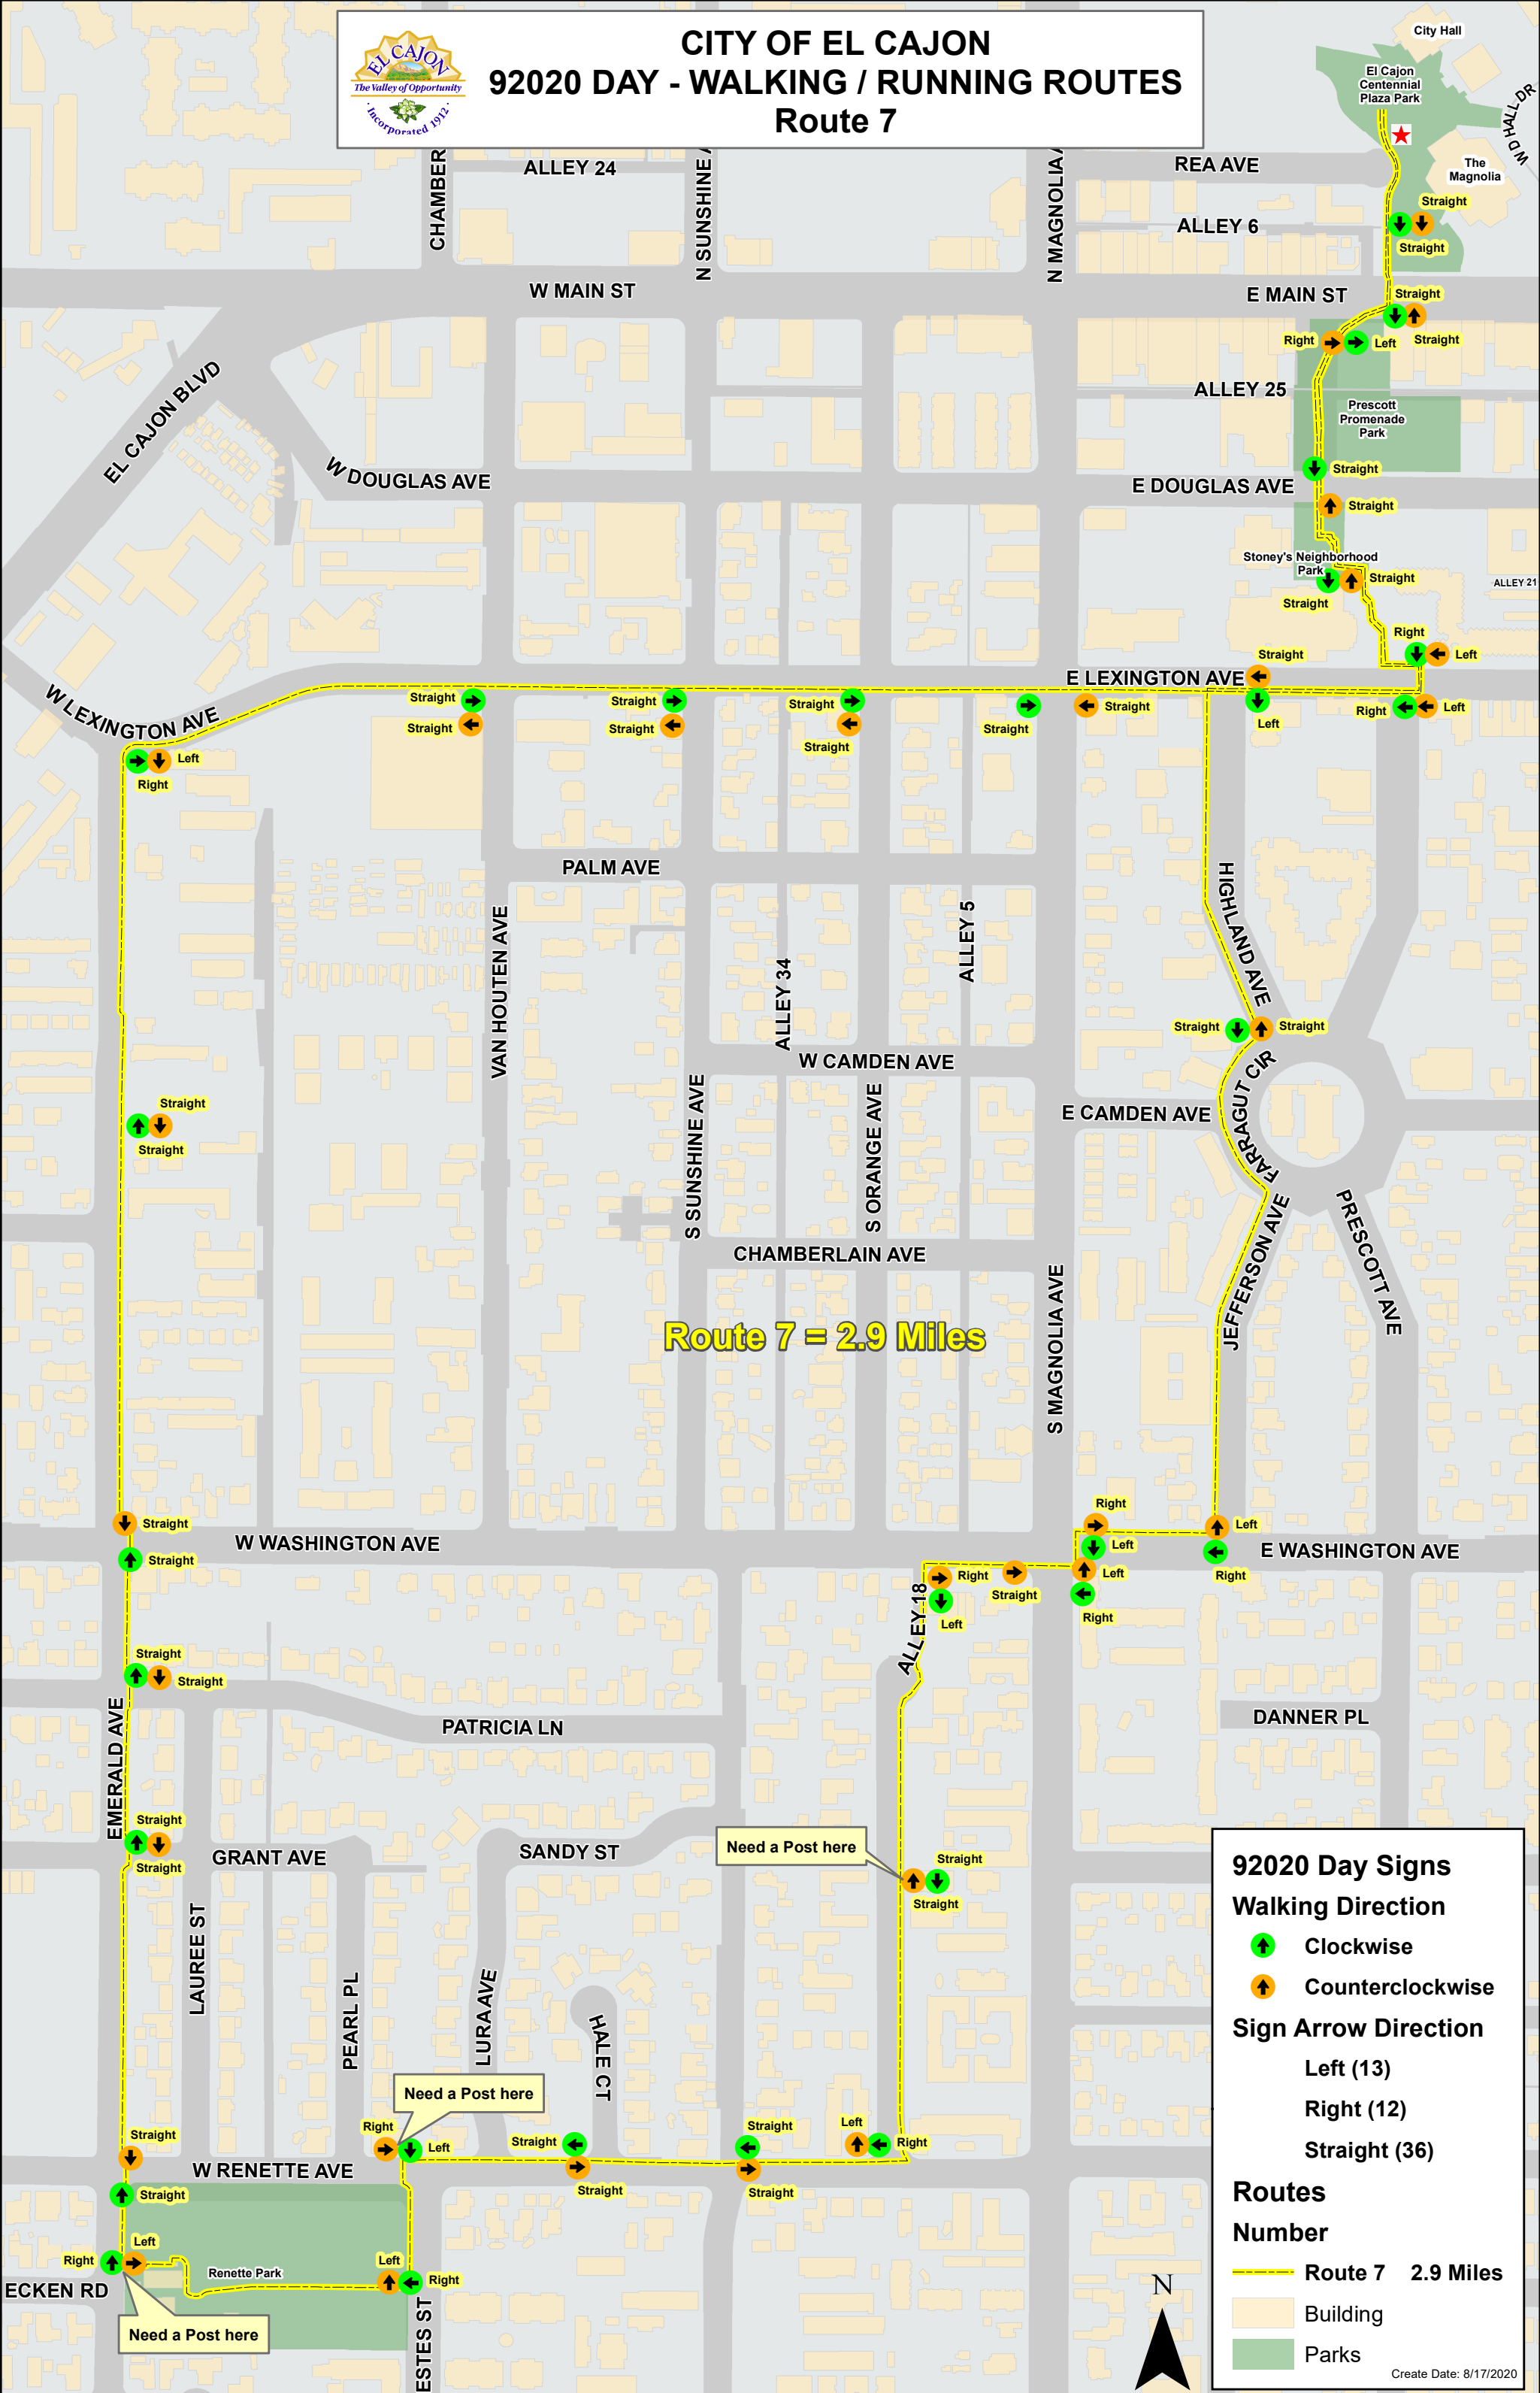 CITY OF EL CAJON
92020 DAY - WALKING / RUNNING ROUTES
Route 7
EL CAJON
The Valley of Opportunity
Incorporated 1912
City Hall
El Cajon
Centennial
Plaza Park
W D HALL DR
The
Magnolia
CHAMBER
ALLEY 24
N SUNSHINE A
N MAGNOLIA A
REA AVE
ALLEY 6
Straight
Straight
W MAIN ST
E MAIN ST
Straight
Straight
Right
Left
EL CAJON BLVD
ALLEY 25
Prescott
Promenade
Park
W DOUGLAS AVE
E DOUGLAS AVE
Straight
Straight
Stoney's Neighborhood
Park
Straight
Straight
ALLEY 21
Right
Left
W LEXINGTON AVE
E LEXINGTON AVE
Straight
Left
Right
Left
Straight
Straight
Straight
Straight
Straight
Straight
Straight
Straight
Left
Right
PALM AVE
VAN HOUTEN AVE
ALLEY 34
ALLEY 5
HIGHLAND AVE
Straight
Straight
W CAMDEN AVE
E CAMDEN AVE
FARRAGUT CIR
S SUNSHINE AVE
S ORANGE AVE
Straight
Straight
CHAMBERLAIN AVE
JEFFERSON AVE
PRESCOTT AVE
S MAGNOLIA AVE
Route 7 = 2.9 Miles
Straight
Straight
W WASHINGTON AVE
E WASHINGTON AVE
Right
Left
Left
Right
Left
Right
Right
Straight
Left
ALLEY 18
Straight
Straight
EMERALD AVE
PATRICIA LN
DANNER PL
Straight
Straight
GRANT AVE
SANDY ST
Need a Post here
Straight
Straight
LAUREE ST
PEARL PL
LURA AVE
HALE CT
Need a Post here
Right
Left
Straight
Straight
Straight
Straight
Left
Right
Straight
W RENETTE AVE
Straight
Right
Left
Renette Park
Left
Right
ECKEN RD
Need a Post here
ESTES ST
N
92020 Day Signs
Walking Direction
Clockwise
Counterclockwise
Sign Arrow Direction
Left (13)
Right (12)
Straight (36)
Routes
Number
Route 7 2.9 Miles
Building
Parks
Create Date: 8/17/2020